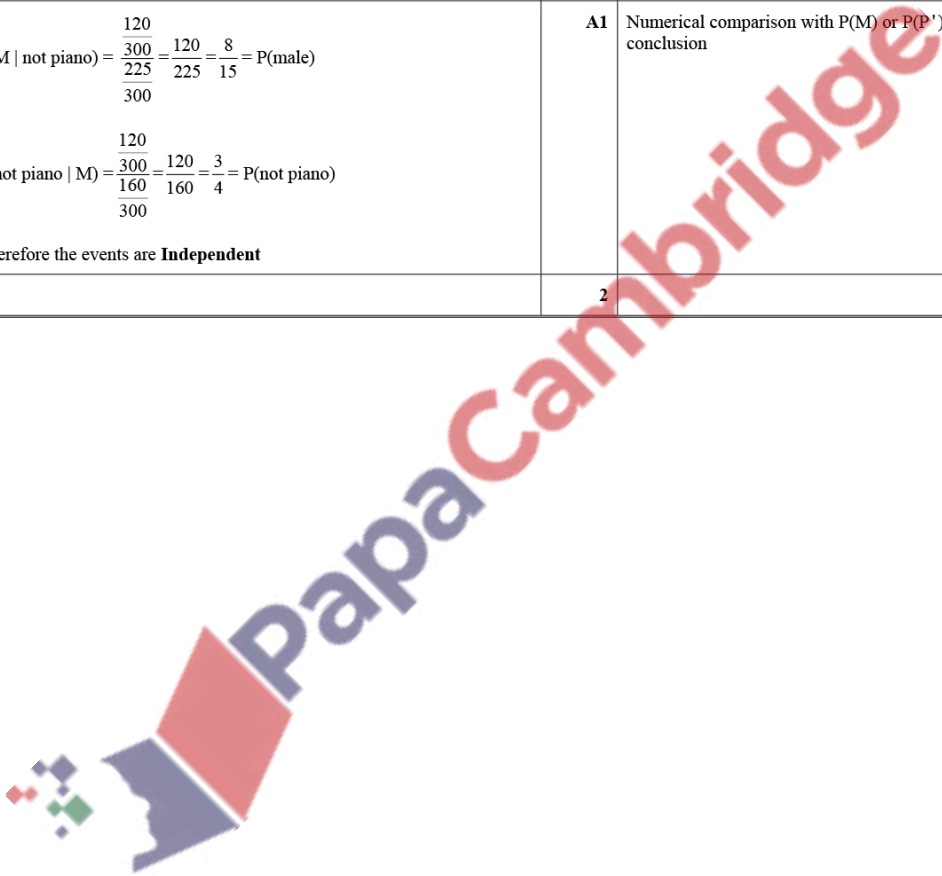 M | not piano) = 120/300 / 225/300 = 120/225 = 8/15 = P(male)
A1 Numerical comparison with P(M) or P(P')
conclusion
not piano | M) = 120/300 / 160/300 = 120/160 = 3/4 = P(not piano)
erefore the events are Independent
2
PapaCambridge